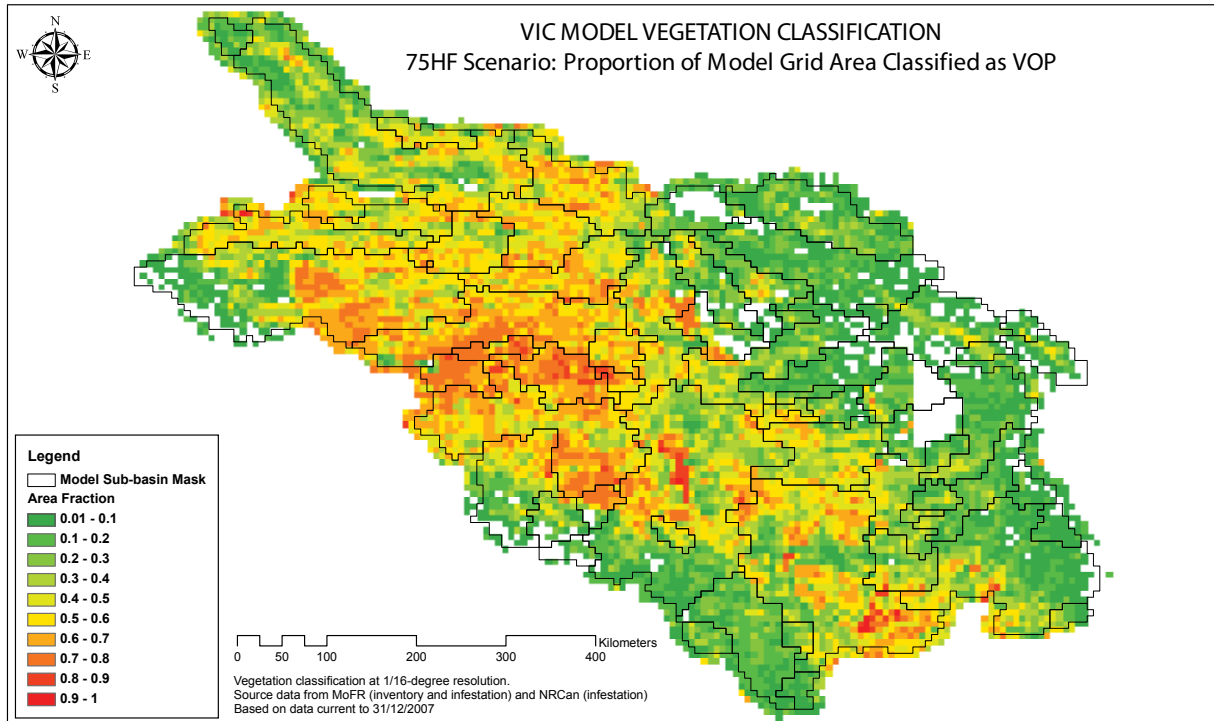 VIC MODEL VEGETATION CLASSIFICATION
75HF Scenario: Proportion of Model Grid Area Classified as VOP
N
W E
S
Legend
Model Sub-basin Mask
Area Fraction
0.01 - 0.1
0.1 - 0.2
0.2 - 0.3
0.3 - 0.4
0.4 - 0.5
0.5 - 0.6
0.6 - 0.7
0.7 - 0.8
0.8 - 0.9
0.9 - 1
Kilometers
0 50 100 200 300 400
Vegetation classification at 1/16-degree resolution.
Source data from MoFR (inventory and infestation) and NRCan (infestation)
Based on data current to 31/12/2007